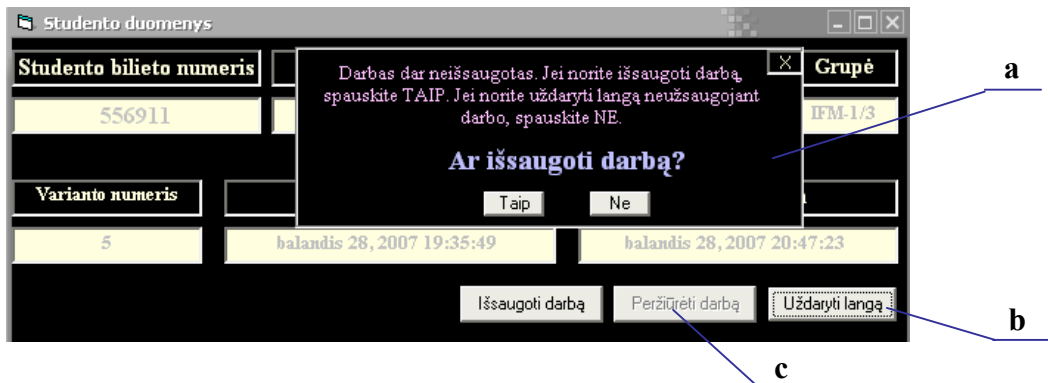 Studento duomenys
Studento bilieto numeris
Grupė
Darbas dar neišsaugotas. Jei norite išsaugoti darbą,
spauskite TAIP. Jei norite uždaryti langą neužsaugojant
darbo, spauskite NE.
X
Ar išsaugoti darbą?
Taip
Ne
556911
IFM-1/3
Varianto numeris
5
balandis 28, 2007 19:35:49
balandis 28, 2007 20:47:23
Išsaugoti darbą
Peržiūrėti darbą
Uždaryti langą
a
b
c